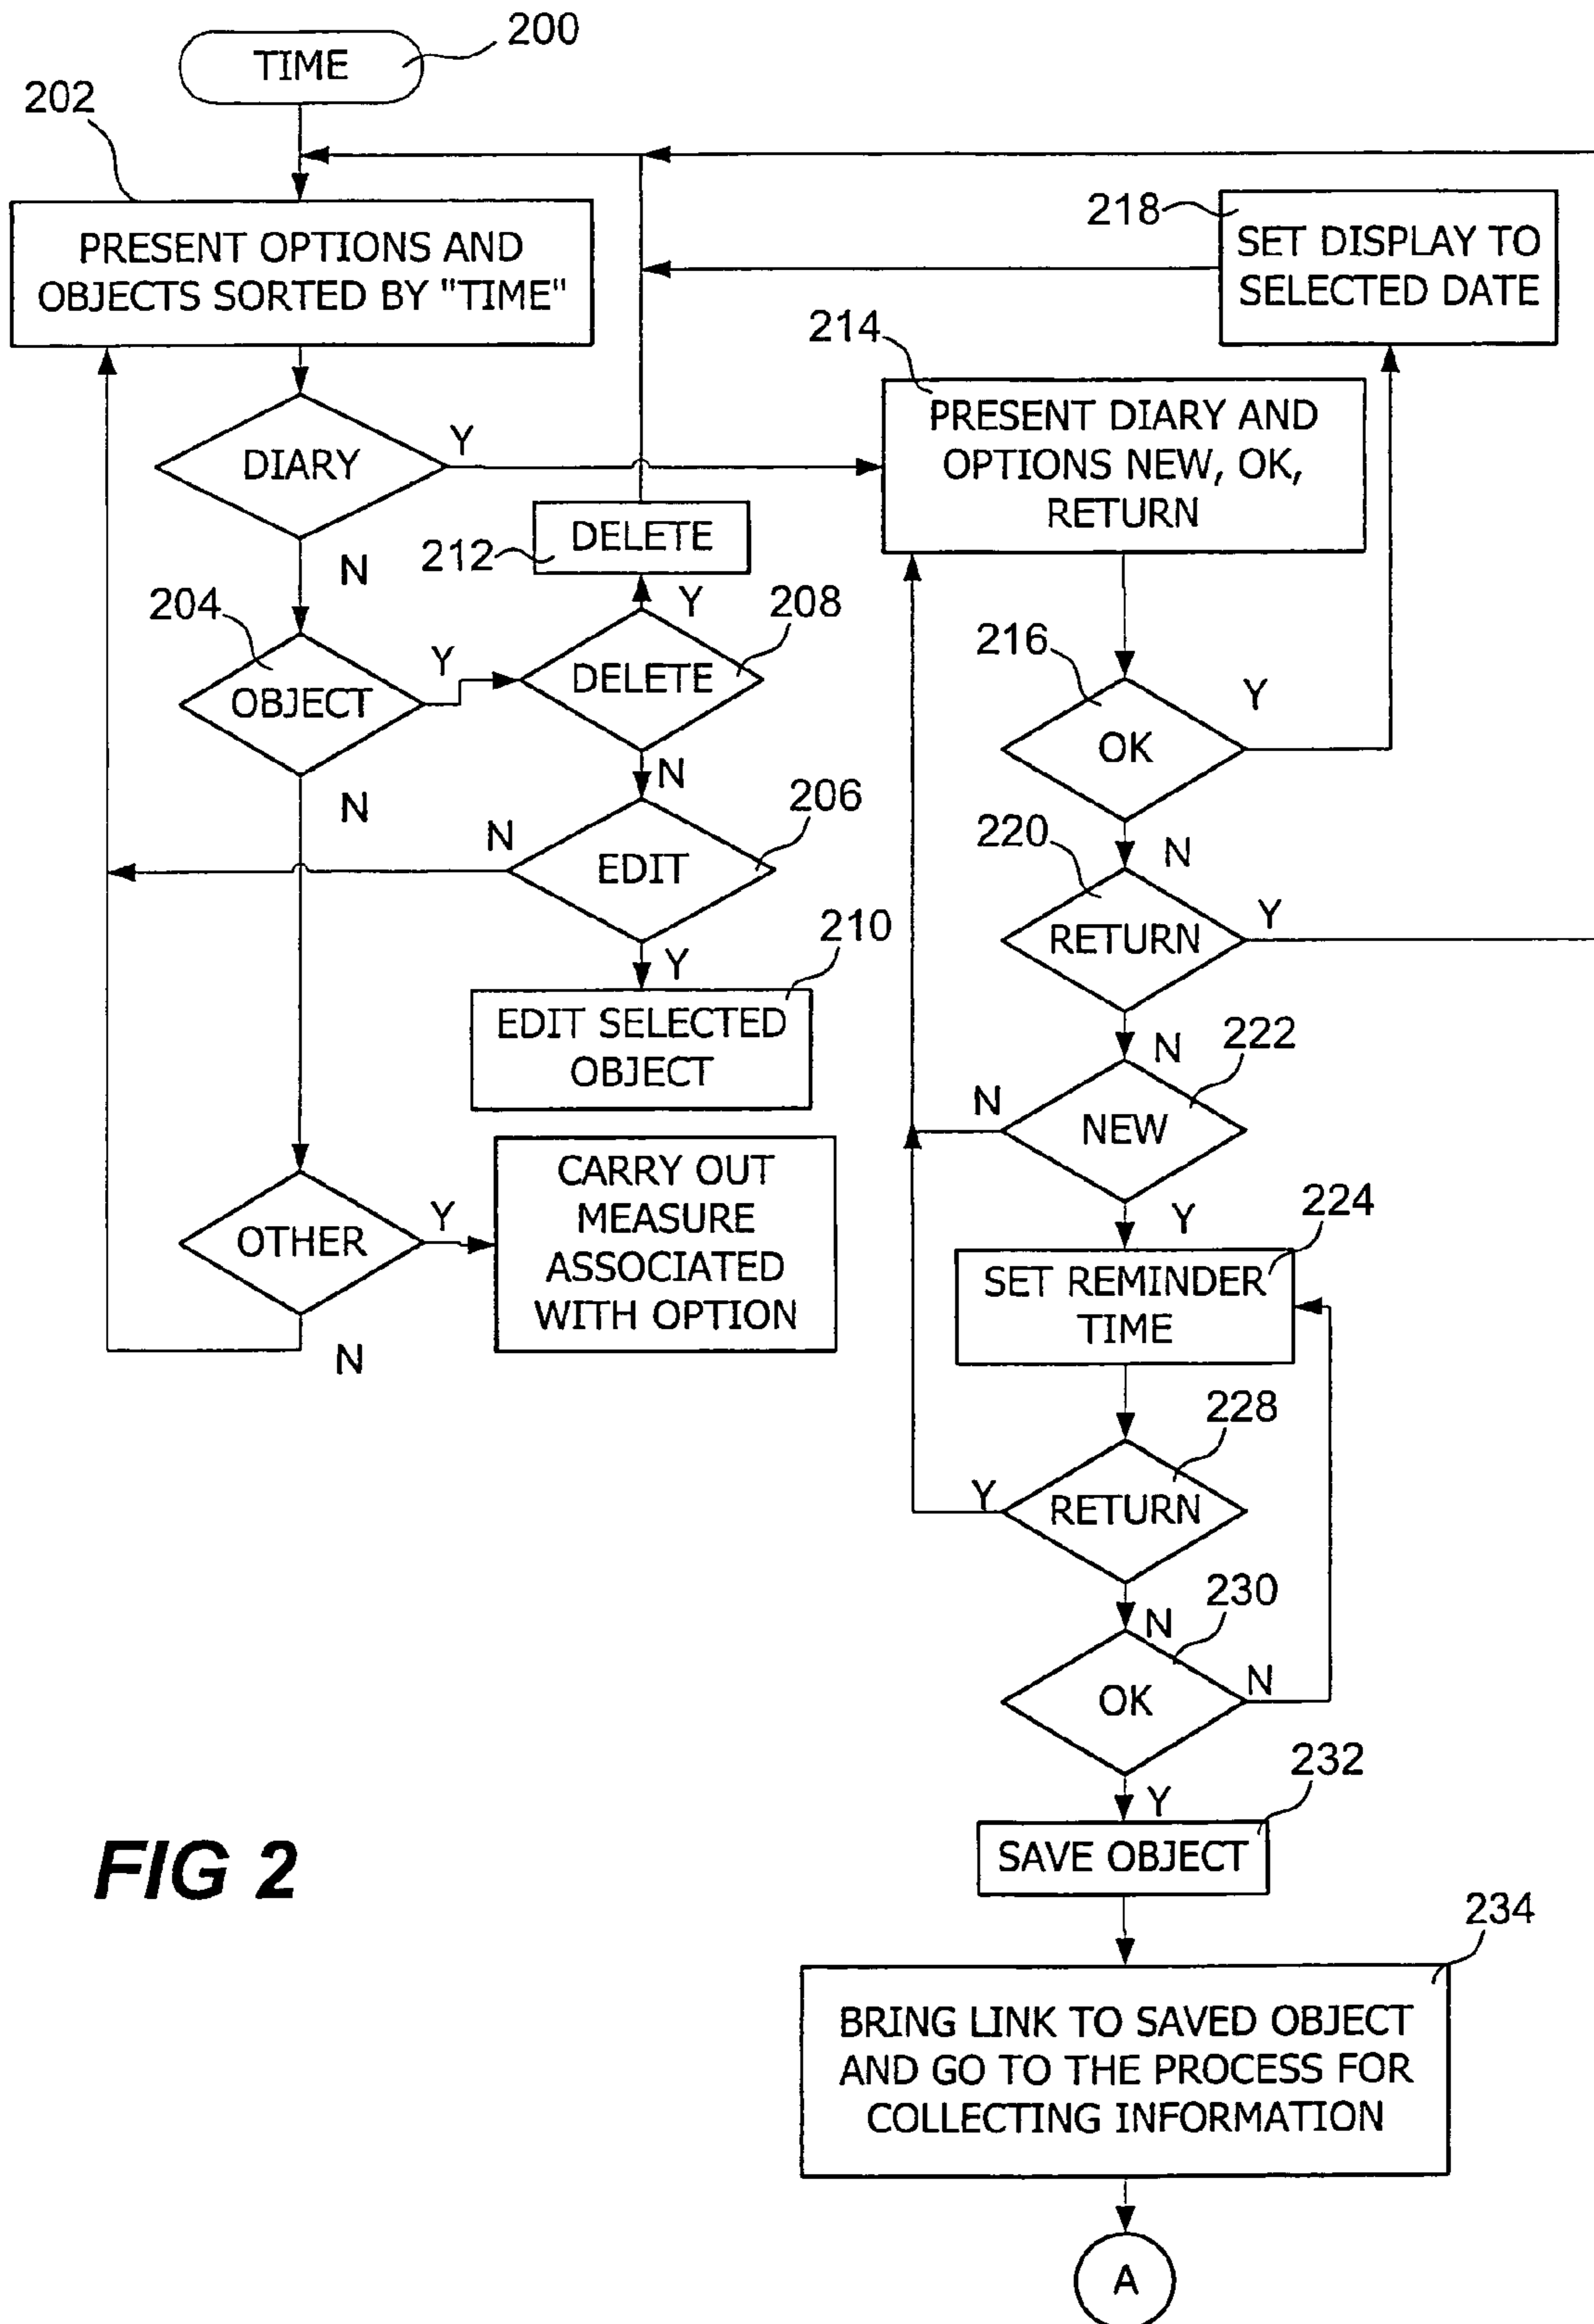 TIME
200
202
PRESENT OPTIONS AND
OBJECTS SORTED BY "TIME"
218
SET DISPLAY TO
SELECTED DATE
214
PRESENT DIARY AND
OPTIONS NEW, OK,
RETURN
DIARY
Y
N
212
DELETE
Y
204
OBJECT
Y
N
208
DELETE
N
206
EDIT
N
Y
210
EDIT SELECTED
OBJECT
OTHER
Y
N
CARRY OUT
MEASURE
ASSOCIATED
WITH OPTION
216
OK
Y
N
220
RETURN
Y
N
222
NEW
N
Y
224
SET REMINDER
TIME
228
RETURN
Y
N
230
OK
N
Y
232
SAVE OBJECT
234
BRING LINK TO SAVED OBJECT
AND GO TO THE PROCESS FOR
COLLECTING INFORMATION
A
FIG 2